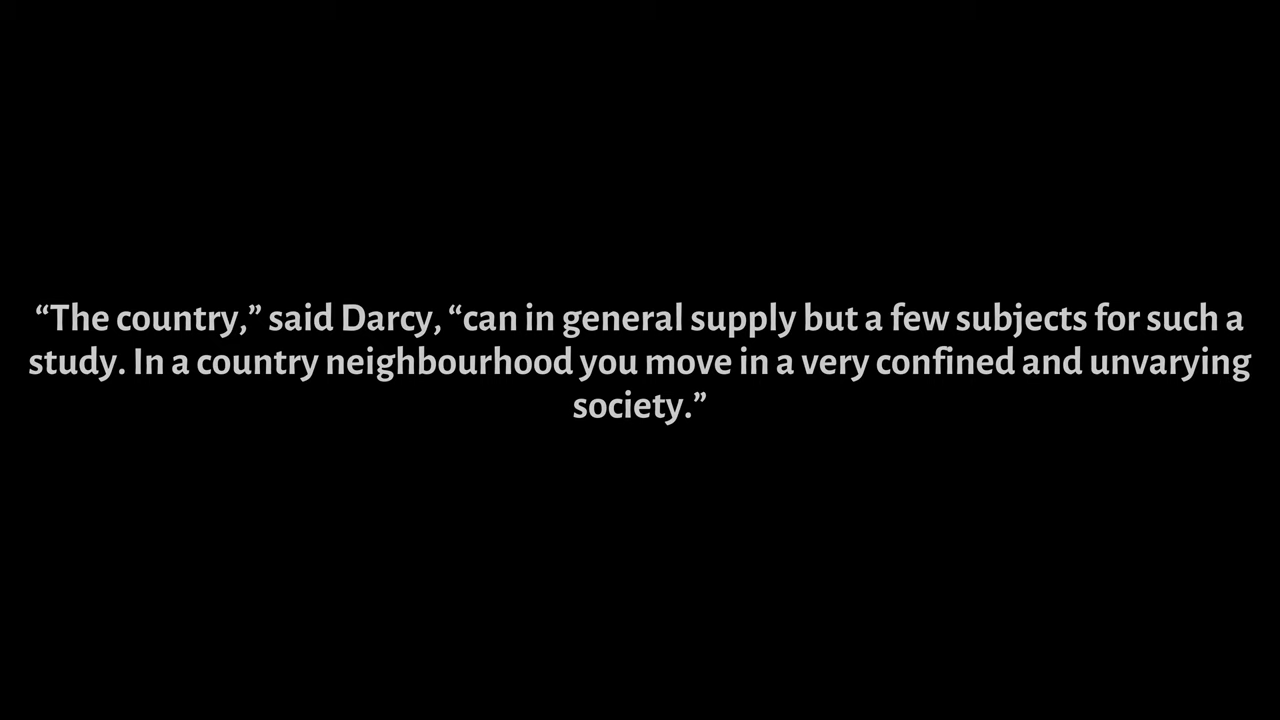 “The country,” said Darcy, “can in general supply but a few subjects for such a
study. In a country neighbourhood you move in a very confined and unvarying
society.”